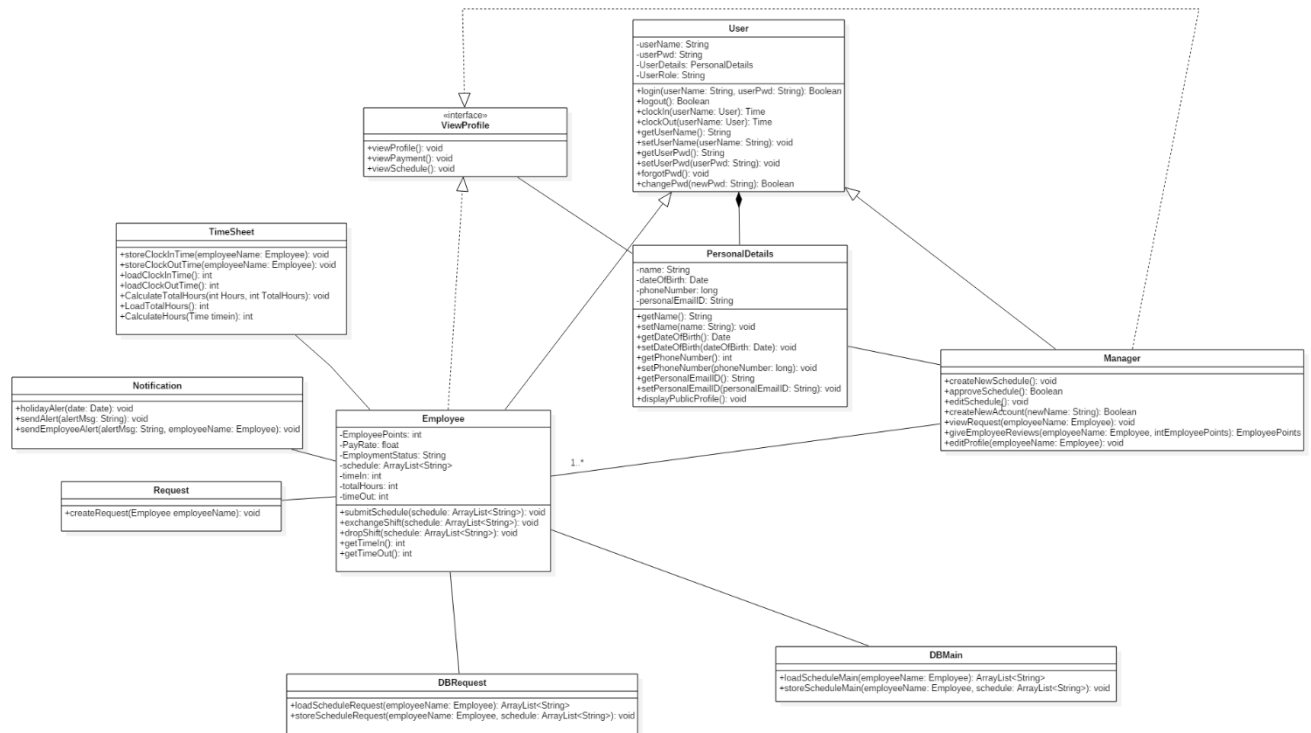 User
-userName: String
-userPwd: String
-UserDetails: PersonalDetails
-UserRole: String
+login(userName: String, userPwd: String): Boolean
+logout(): Boolean
+clockIn(userName: User): Time
+clockOut(userName: User): Time
+getUserName(): String
+setUserName(userName: String): void
+getUserPwd(): String
+setUserPwd(userPwd: String): void
+forgotPwd(): void
+changePwd(newPwd: String): Boolean
«interface»
ViewProfile
+viewProfile(): void
+viewPayment(): void
+viewSchedule(): void
TimeSheet
+storeClockInTime(employeeName: Employee): void
+storeClockOutTime(employeeName: Employee): void
+loadClockInTime(): int
+loadClockOutTime(): int
+CalculateTotalHours(int Hours, int TotalHours): void
+LoadTotalHours(): int
+CalculateHours(Time timein): int
PersonalDetails
-name: String
-dateOfBirth: Date
-phoneNumber: long
-personalEmailID: String
+getName(): String
+setName(name: String): void
+getDateOfBirth(): Date
+setDateOfBirth(dateOfBirth: Date): void
+getPhoneNumber(): int
+setPhoneNumber(phoneNumber: long): void
+getPersonalEmailID(): String
+setPersonalEmailID(personalEmailID: String): void
+displayPublicProfile(): void
Manager
+createNewSchedule(): void
+approveSchedule(): Boolean
+editSchedule(): void
+createNewAccount(newName: String): Boolean
+viewRequest(employeeName: Employee): void
+giveEmployeeReviews(employeeName: Employee, intEmployeePoints): EmployeePoints
+editProfile(employeeName: Employee): void
Notification
+holidayAler(date: Date): void
+sendAlert(alertMsg: String): void
+sendEmployeeAlert(alertMsg: String, employeeName: Employee): void
Employee
-EmployeePoints: int
-PayRate: float
-EmploymentStatus: String
-schedule: ArrayList<String>
-timeIn: int
-totalHours: int
-timeOut: int
+submitSchedule(schedule: ArrayList<String>): void
+exchangeShift(schedule: ArrayList<String>): void
+dropShift(schedule: ArrayList<String>): void
+getTimeIn(): int
+getTimeOut(): int
1..*
Request
+createRequest(Employee employeeName): void
DBMain
+loadScheduleMain(employeeName: Employee): ArrayList<String>
+storeScheduleMain(employeeName: Employee, schedule: ArrayList<String>): void
DBRequest
+loadScheduleRequest(employeeName: Employee): ArrayList<String>
+storeScheduleRequest(employeeName: Employee, schedule: ArrayList<String>): void